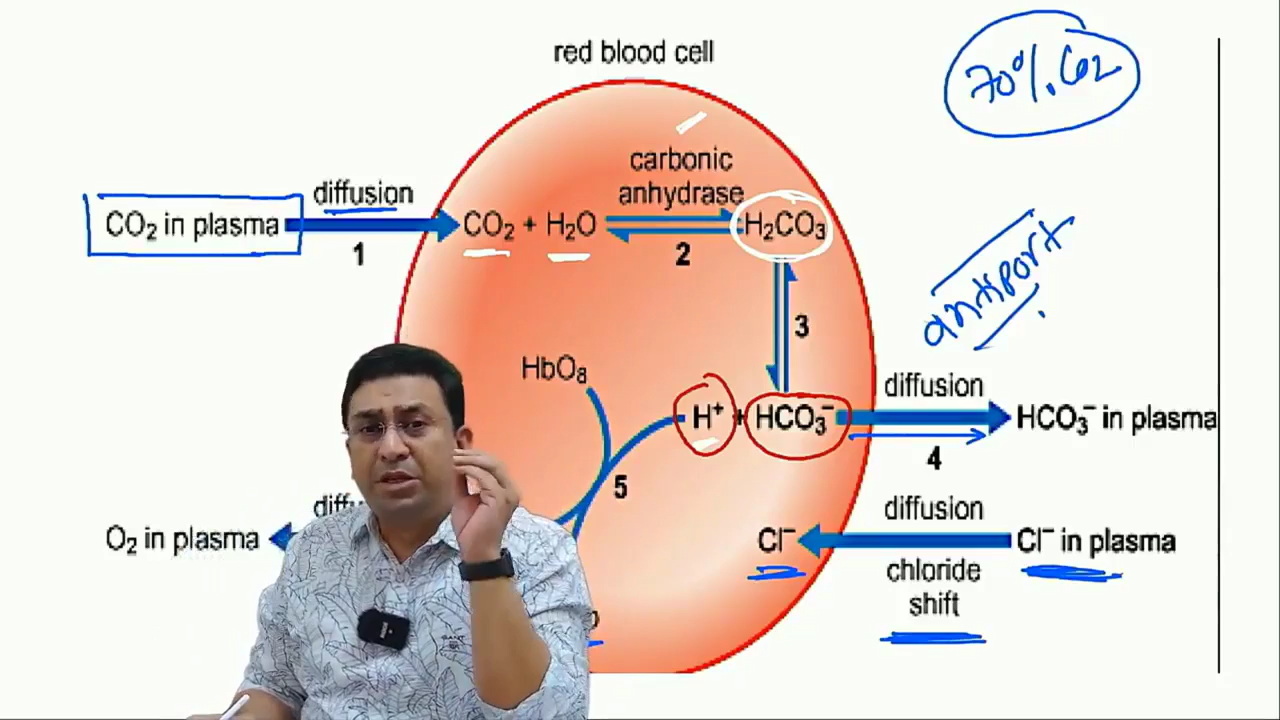 red blood cell
70% CO2
carbonic
anhydrase
diffusion
CO₂ in plasma
CO₂ + H₂O
H₂CO₃
1
2
antiport
3
HbO₈
diffusion
H⁺ + HCO₃⁻
HCO₃⁻ in plasma
4
5
diffusion
O₂ in plasma
Cl⁻
Cl⁻ in plasma
chloride
shift
GANT